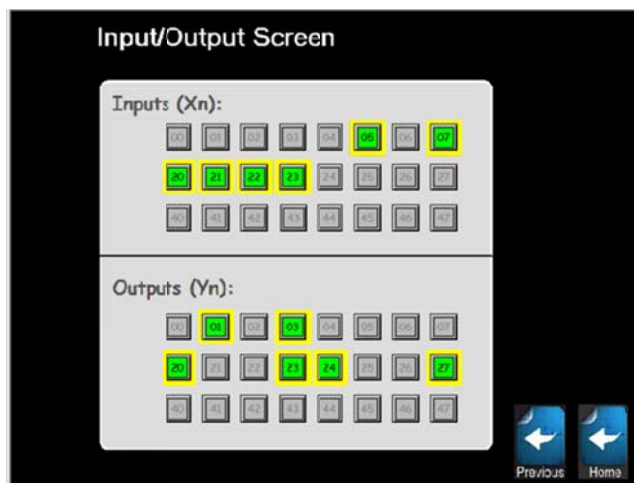 Input/Output Screen
Inputs (Xn):
00 01 02 03 04 05 06 07
20 21 22 23 24 25 26 27
40 41 42 43 44 45 46 47
Outputs (Yn):
00 01 02 03 04 05 06 07
20 21 22 23 24 25 26 27
40 41 42 43 44 45 46 47
Previous Home